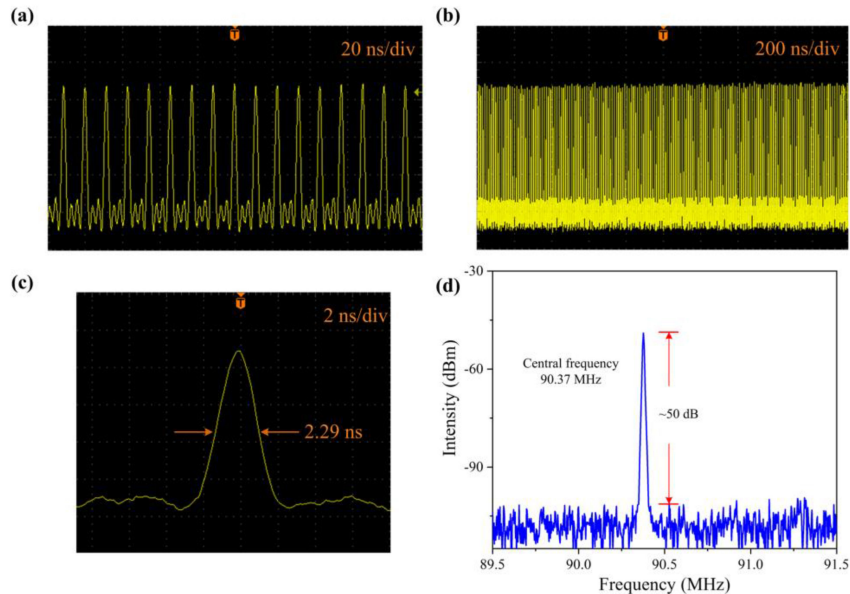 (a)
T
20 ns/div
(b)
T
200 ns/div
(c)
T
2 ns/div
2.29 ns
(d)
-30
-60
-90
Intensity (dBm)
Central frequency
90.37 MHz
~50 dB
89.5
90.0
90.5
91.0
91.5
Frequency (MHz)